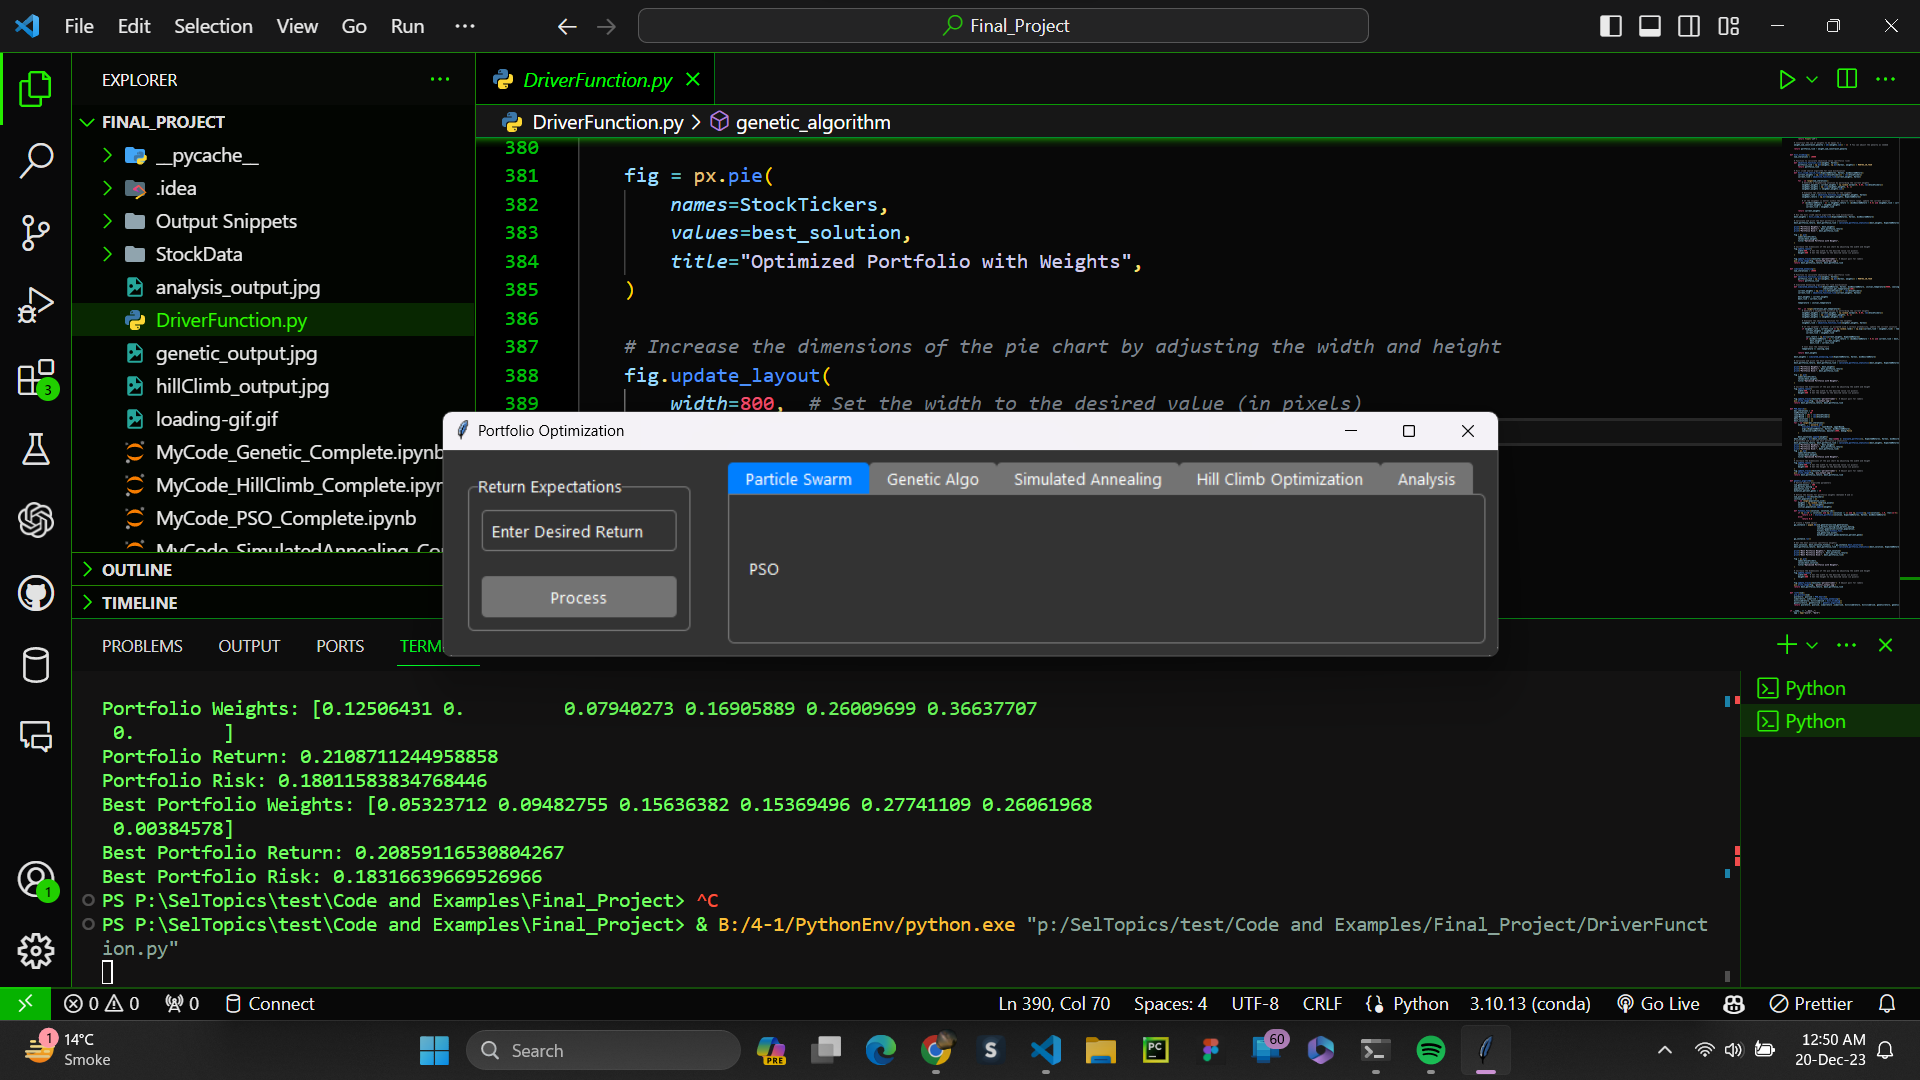 File Edit Selection View Go Run ···
Final_Project
EXPLORER
FINAL_PROJECT
__pycache__
.idea
Output Snippets
StockData
analysis_output.jpg
DriverFunction.py
genetic_output.jpg
hillClimb_output.jpg
loading-gif.gif
MyCode_Genetic_Complete.ipynb
MyCode_HillClimb_Complete.ipyn
MyCode_PSO_Complete.ipynb
MyCode_SimulatedAnnealing_Co
OUTLINE
TIMELINE
3
1
DriverFunction.py
DriverFunction.py > genetic_algorithm
380
381 fig = px.pie(
382 names=StockTickers,
383 values=best_solution,
384 title="Optimized Portfolio with Weights",
385 )
386
387 # Increase the dimensions of the pie chart by adjusting the width and height
388 fig.update_layout(
389 width=800, # Set the width to the desired value (in pixels)
Portfolio Optimization
Return Expectations
Enter Desired Return
Process
Particle Swarm Genetic Algo Simulated Annealing Hill Climb Optimization Analysis
PSO
PROBLEMS OUTPUT PORTS TERM
Portfolio Weights: [0.12506431 0. 0.07940273 0.16905889 0.26009699 0.36637707
0. ]
Portfolio Return: 0.2108711244958858
Portfolio Risk: 0.18011583834768446
Best Portfolio Weights: [0.05323712 0.09482755 0.15636382 0.15369496 0.27741109 0.26061968
0.00384578]
Best Portfolio Return: 0.20859116530804267
Best Portfolio Risk: 0.18316639669526966
PS P:\SelTopics\test\Code and Examples\Final_Project> ^C
PS P:\SelTopics\test\Code and Examples\Final_Project> & B:/4-1/PythonEnv/python.exe "p:/SelTopics/test/Code and Examples/Final_Project/DriverFunct
ion.py"
Python
Python
0 0 0 Connect
Ln 390, Col 70 Spaces: 4 UTF-8 CRLF Python 3.10.13 (conda) Go Live Prettier
1
14°C
Smoke
Search
PRE
S
PC
60
12:50 AM
20-Dec-23